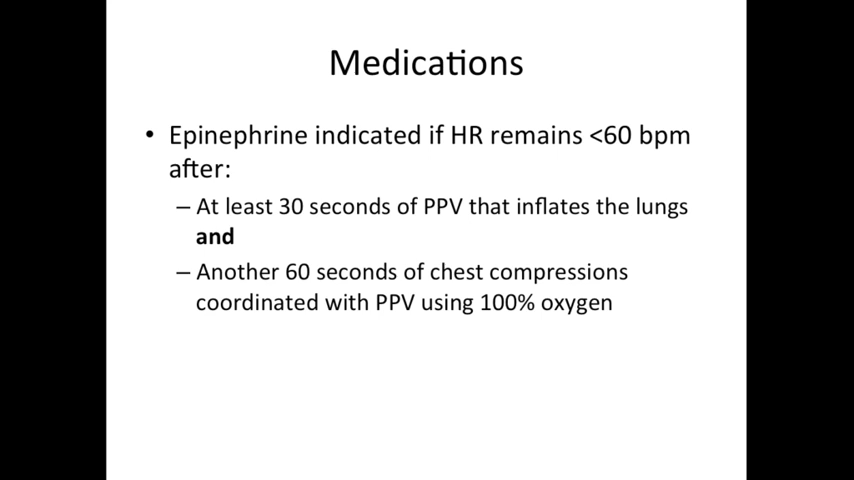 Medications
• Epinephrine indicated if HR remains <60 bpm
after:
– At least 30 seconds of PPV that inflates the lungs
and
– Another 60 seconds of chest compressions
coordinated with PPV using 100% oxygen